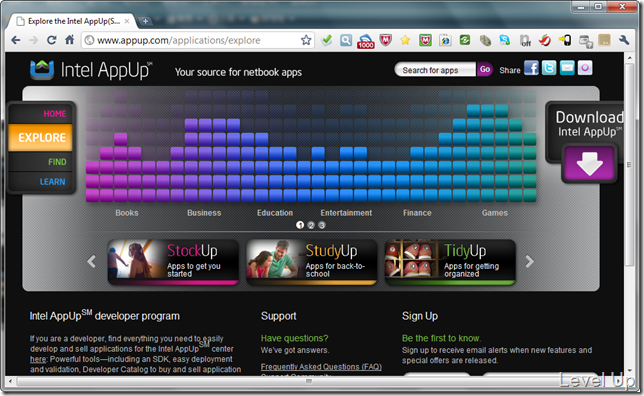 Explore the Intel AppUp(S...
www.appup.com/applications/explore
1000
off
Intel AppUp SM
Your source for netbook apps
Search for apps
Go
Share
HOME
EXPLORE
FIND
LEARN
Download
Intel AppUp SM
Books Business Education Entertainment Finance Games
1 2 3
StockUp
Apps to get you
started
StudyUp
Apps for back-to-
school
TidyUp
Apps for getting
organized
Intel AppUp SM developer program
If you are a developer, find everything you need to easily
develop and sell applications for the Intel AppUp SM center
here: Powerful tools—including an SDK, easy deployment
and validation, Developer Catalog to buy and sell application
Support
Have questions?
We've got answers.
Frequently Asked Questions (FAQ)
Support Community
Sign Up
Be the first to know.
Sign up to receive email alerts when new features and
special offers are released.
Level Up